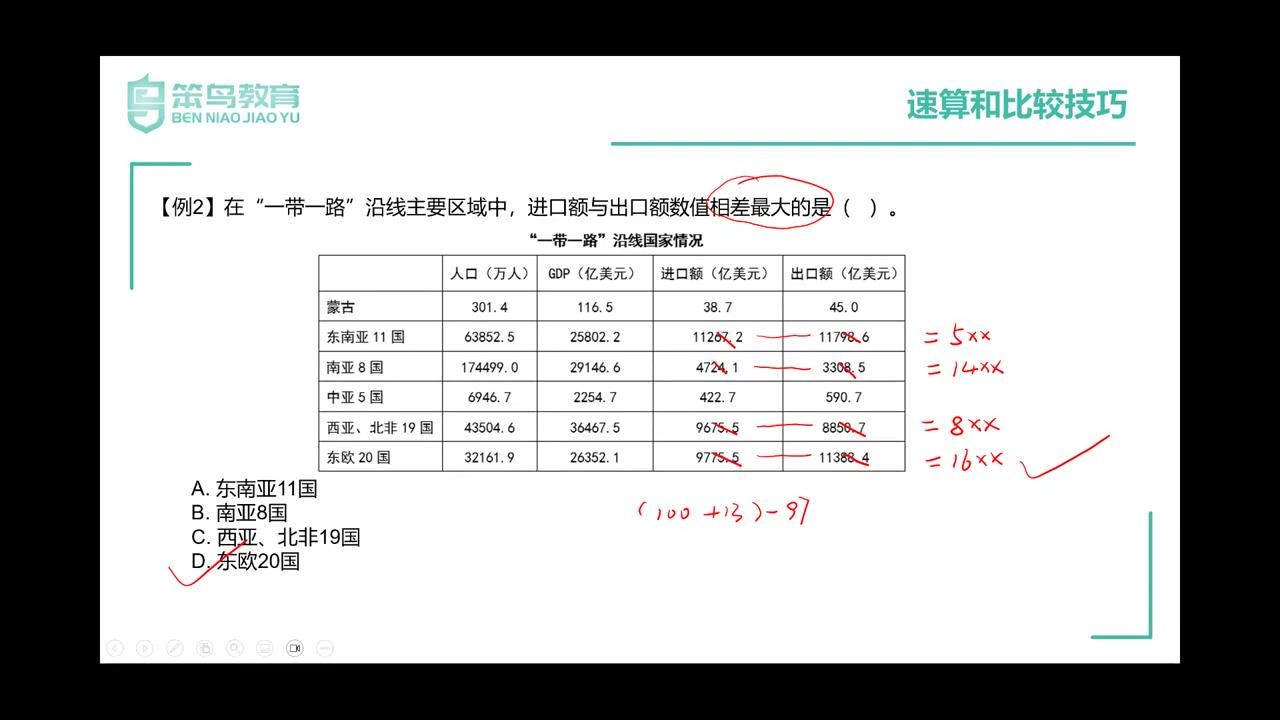 笨鸟教育
BEN NIAO JIAO YU
速算和比较技巧
【例2】在“一带一路”沿线主要区域中，进口额与出口额数值相差最大的是（ ）。
“一带一路”沿线国家情况
人口（万人） GDP（亿美元） 进口额（亿美元） 出口额（亿美元）
蒙古 301.4 116.5 38.7 45.0
东南亚11国 63852.5 25802.2 11267.2 11798.6 = 5xx
南亚8国 174499.0 29146.6 4724.1 3308.5 = 14xx
中亚5国 6946.7 2254.7 422.7 590.7
西亚、北非19国 43504.6 36467.5 9675.5 8850.7 = 8xx
东欧20国 32161.9 26352.1 9775.5 11388.4 = 16xx
A. 东南亚11国
B. 南亚8国
C. 西亚、北非19国
D. 东欧20国
(100+13)-97